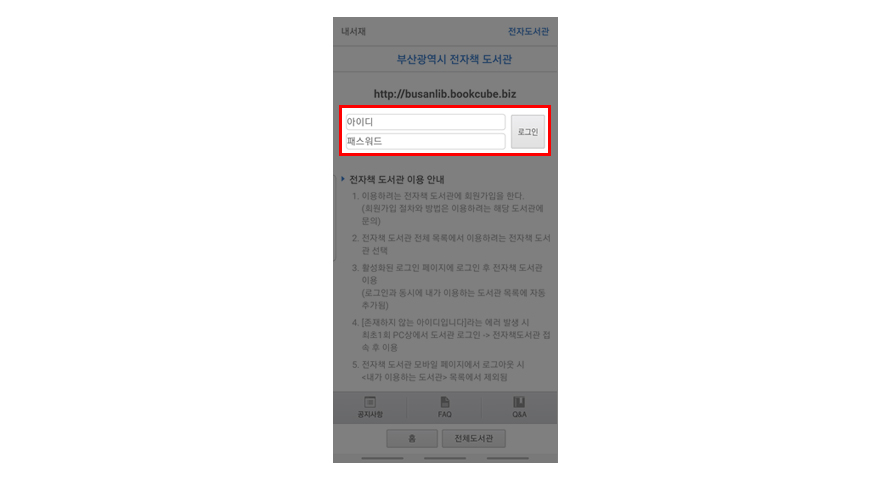 내서재 전자도서관
부산광역시 전자책 도서관
http://busanlib.bookcube.biz
아이디
로그인
패스워드
전자책 도서관 이용 안내
1. 이용하려는 전자책 도서관에 회원가입을 한다.
(회원가입 절차와 방법은 이용하려는 해당 도서관에
문의)
2. 전자책 도서관 전체 목록에서 이용하려는 전자책 도서
관 선택
3. 활성화된 로그인 페이지에 로그인 후 전자책 도서관
이용
(로그인과 동시에 내가 이용하는 도서관 목록에 자동
추가됨)
4. [존재하지 않는 아이디입니다]라는 에러 발생 시
최초1회 PC상에서 도서관 로그인 -> 전자책도서관 접
속 후 이용
5. 전자책 도서관 모바일 페이지에서 로그아웃 시
<내가 이용하는 도서관> 목록에서 제외됨
공지사항 FAQ Q&A
홈 전체도서관